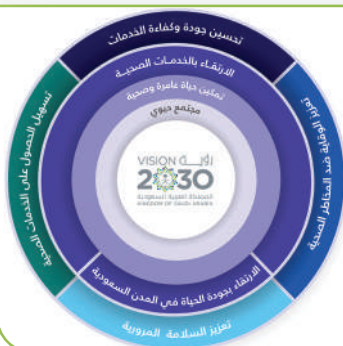 تحسين جودة وكفاءة الخدمات
الارتقاء بالخدمات الصحية
تمكين حياة عامرة وصحية
مجتمع حيوي
تسهيل الحصول على الخدمات الصحية
تعزيز الوقاية ضد المخاطر الصحية
VISION رؤية
2030
المملكة العربية السعودية
KINGDOM OF SAUDI ARABIA
الارتقاء بجودة الحياة في المدن السعودية
تعزيز السلامة المرورية